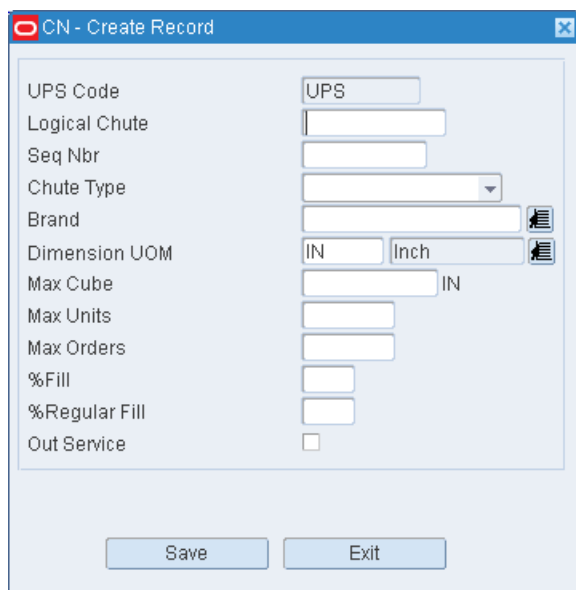 CN - Create Record
UPS Code UPS
Logical Chute
Seq Nbr
Chute Type
Brand
Dimension UOM IN Inch
Max Cube IN
Max Units
Max Orders
%Fill
%Regular Fill
Out Service
Save Exit